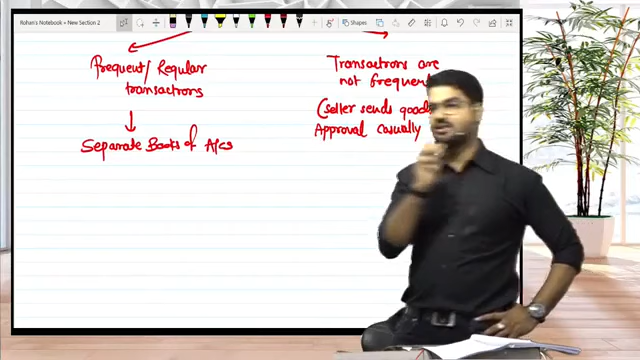 Rohan's Notebook » New Section 2
Frequent/ Regular
transactions
Separate Books of A/cs
Transactions are
not frequent
(Seller sends goods
Approval casually